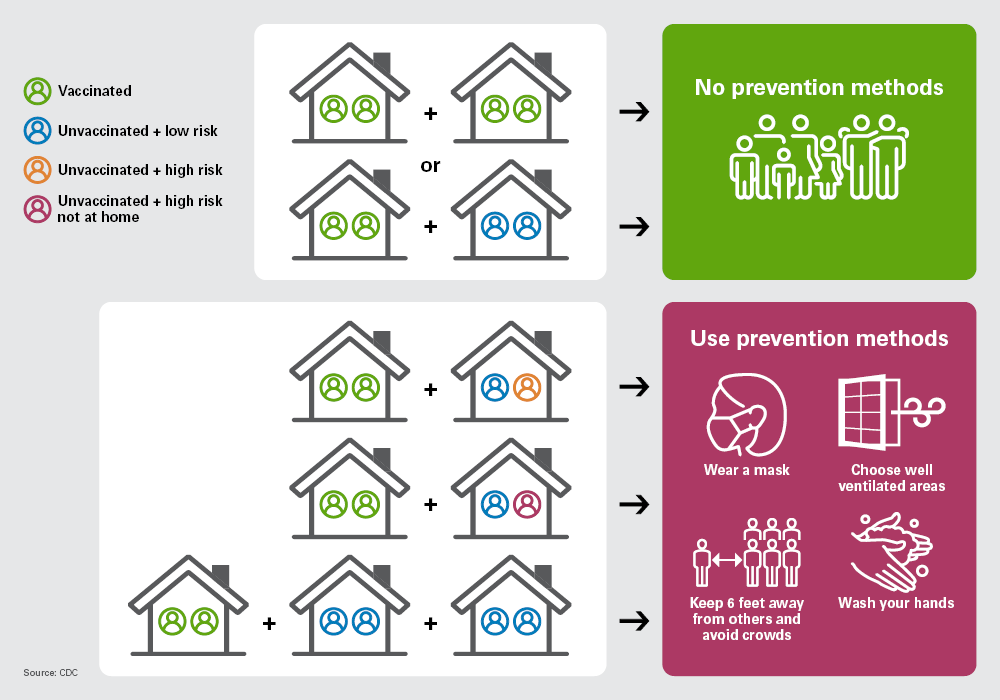 Vaccinated
Unvaccinated + low risk
Unvaccinated + high risk
Unvaccinated + high risk
not at home
+
or
+
No prevention methods
+
+
+ +
Use prevention methods
Wear a mask
Choose well
ventilated areas
Keep 6 feet away
from others and
avoid crowds
Wash your hands
Source: CDC